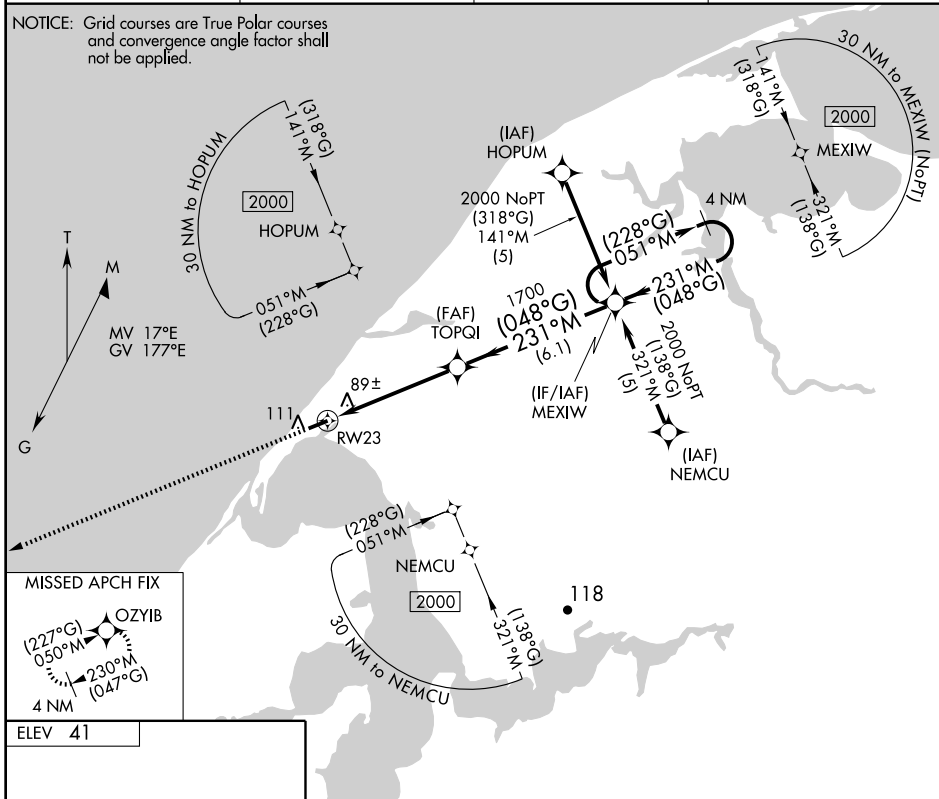 NOTICE: Grid courses are True Polar courses
and convergence angle factor shall
not be applied.
30 NM to HOPUM
(318°G)
141°M
2000
HOPUM
051°M
(228°G)
30 NM to MEXIW (NoPT)
141°M
(318°G)
2000
MEXIW
321°M
(138°G)
(IAF)
HOPUM
2000 NoPT
(318°G)
141°M
(5)
4 NM
(228°G)
051°M
231°M
(048°G)
T
M
MV 17°E
GV 177°E
G
1700
(048°G)
231°M
(6.1)
(FAF)
TOPQI
(IF/IAF)
MEXIW
2000 NoPT
(138°G)
321°M
(5)
(IAF)
NEMCU
89±
111
RW23
(228°G)
051°M
NEMCU
2000
(138°G)
321°M
30 NM to NEMCU
118
MISSED APCH FIX
OZYIB
(227°G)
050°M
230°M
(047°G)
4 NM
ELEV 41